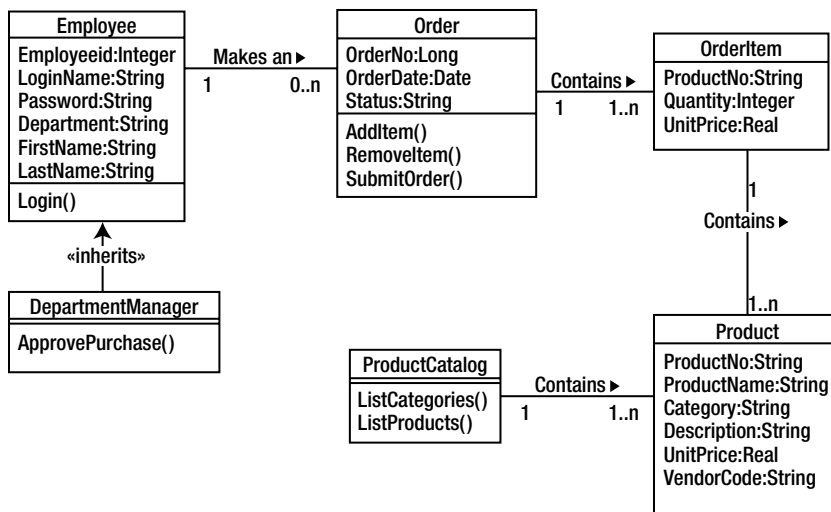 Employee
Employeeid:Integer
LoginName:String
Password:String
Department:String
FirstName:String
LastName:String
Login()
Makes an ▶
1
0..n
Order
OrderNo:Long
OrderDate:Date
Status:String
AddItem()
RemoveItem()
SubmitOrder()
Contains ▶
1
1..n
OrderItem
ProductNo:String
Quantity:Integer
UnitPrice:Real
1
Contains ▶
1..n
«inherits»
DepartmentManager
ApprovePurchase()
ProductCatalog
ListCategories()
ListProducts()
Contains ▶
1
1..n
Product
ProductNo:String
ProductName:String
Category:String
Description:String
UnitPrice:Real
VendorCode:String